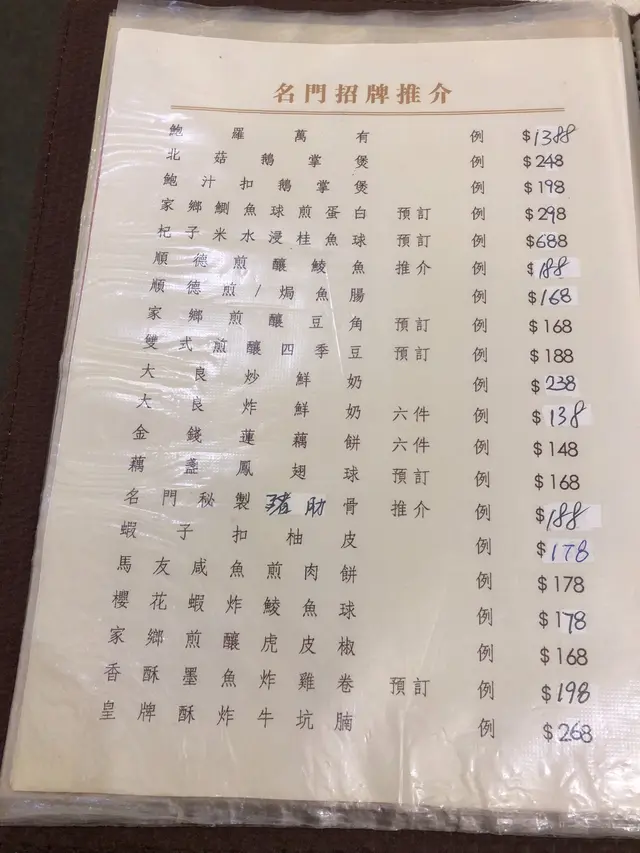 名門招牌推介
鮑羅萬有 例 $1388
北菇鵝掌煲 例 $248
鮑汁扣鵝掌煲 例 $198
家鄉鯽魚球煎蛋白 預訂 例 $298
杞子米水浸桂魚球 預訂 例 $688
順德煎釀鯪魚 推介 例 $188
順德煎/焗魚腸 例 $168
家鄉煎釀豆角 預訂 例 $168
雙式煎釀四季豆 預訂 例 $188
大良炒鮮奶 例 $238
大良炸鮮奶 六件 例 $138
金錢蓮藕餅 六件 例 $148
藕盞鳳翅球 預訂 例 $168
名門秘製豬肋骨 推介 例 $188
蝦子扣柚皮 例 $178
馬友咸魚煎肉餅 例 $178
櫻花蝦炸鯪魚球 例 $178
家鄉煎釀虎皮椒 例 $168
香酥墨魚炸雞卷 預訂 例 $198
皇牌酥炸牛坑腩 例 $268